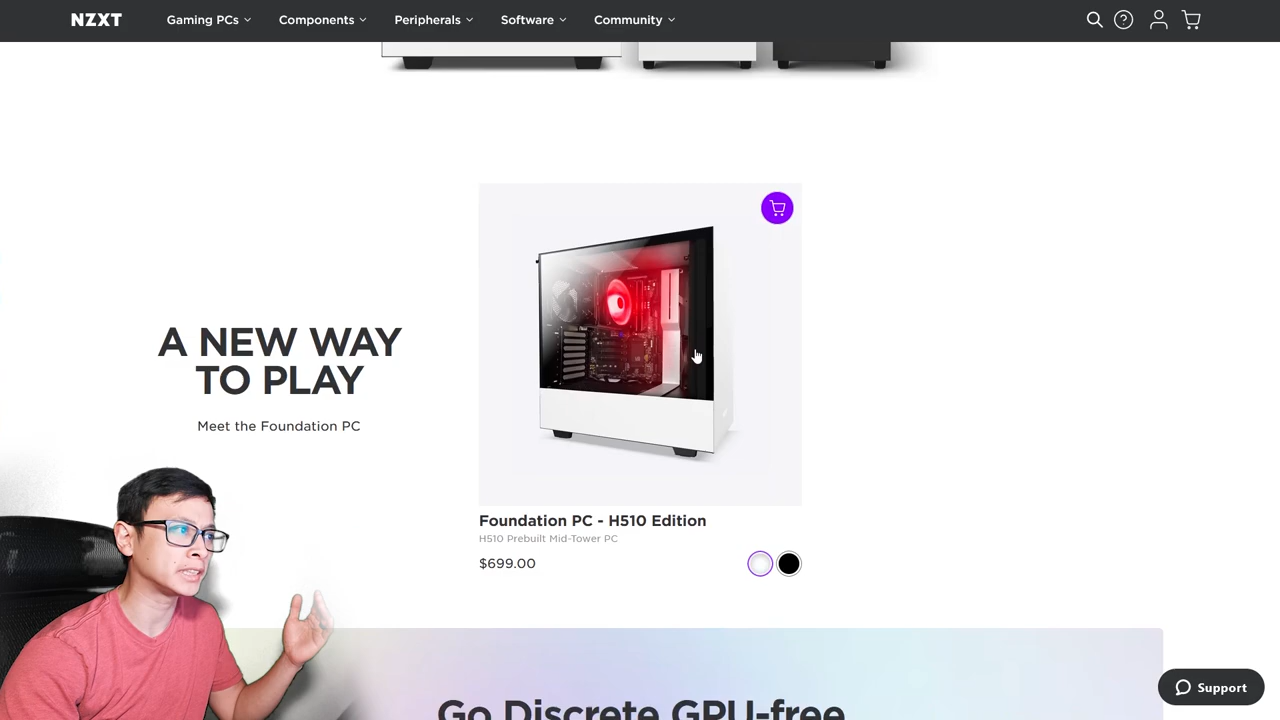 NZXT
Gaming PCs
Components
Peripherals
Software
Community
A NEW WAY
TO PLAY
Meet the Foundation PC
Foundation PC - H510 Edition
H510 Prebuilt Mid-Tower PC
$699.00
Go Discrete GPU-free
Support